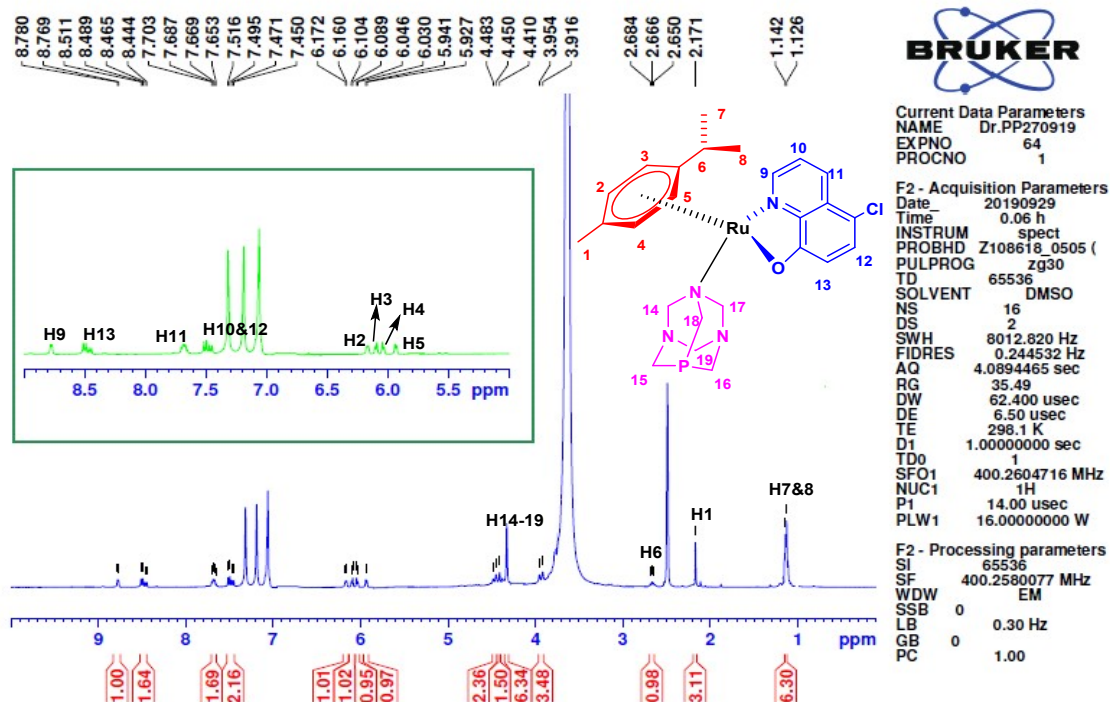 8.780
8.769
8.511
8.489
8.465
8.444
7.703
7.687
7.669
7.653
7.516
7.495
7.471
7.450
6.172
6.160
6.104
6.089
6.046
6.030
5.941
5.927
4.483
4.450
4.410
3.954
3.916
2.684
2.666
2.650
2.171
1.142
1.126
BRUKER
Current Data Parameters
NAME Dr.PP270919
EXPNO 64
PROCNO 1
F2 - Acquisition Parameters
Date_ 20190929
Time 0.06 h
INSTRUM spect
PROBHD Z108618_0505 (
PULPROG zg30
TD 65536
SOLVENT DMSO
NS 16
DS 2
SWH 8012.820 Hz
FIDRES 0.244532 Hz
AQ 4.0894465 sec
RG 35.49
DW 62.400 usec
DE 6.50 usec
TE 298.1 K
D1 1.00000000 sec
TD0 1
SFO1 400.2604716 MHz
NUC1 1H
P1 14.00 usec
PLW1 16.00000000 W
F2 - Processing parameters
SI 65536
SF 400.2580077 MHz
WDW EM
SSB 0
LB 0.30 Hz
GB 0
PC 1.00
7
8
6
3
2
5
4
1
10
9
11
N
Cl
Ru
O
12
13
N
14
17
18
N
N
19
P
15
16
H9
H13
H11
H10&12
H2
H3
H4
H5
8.5 8.0 7.5 7.0 6.5 6.0 5.5 ppm
H14-19
H6
H1
H7&8
9 8 7 6 5 4 3 2 1 ppm
1.00
1.64
1.69
2.16
1.01
1.02
0.95
0.97
2.36
1.50
6.34
3.48
0.98
3.11
6.30